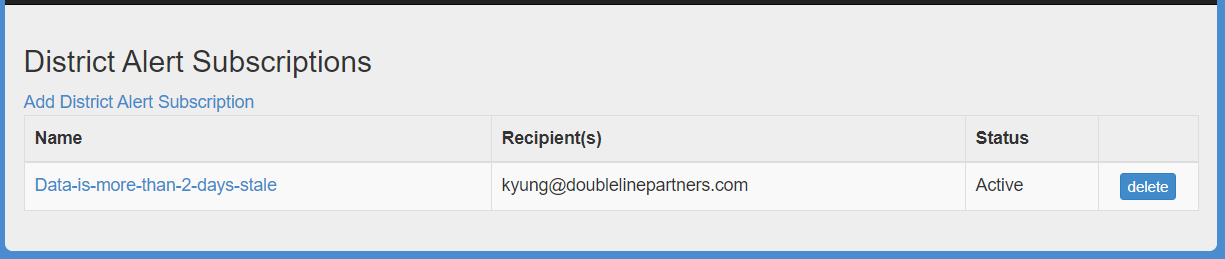 District Alert Subscriptions
Add District Alert Subscription
Name Recipient(s) Status
Data-is-more-than-2-days-stale kyung@doublelinepartners.com Active delete